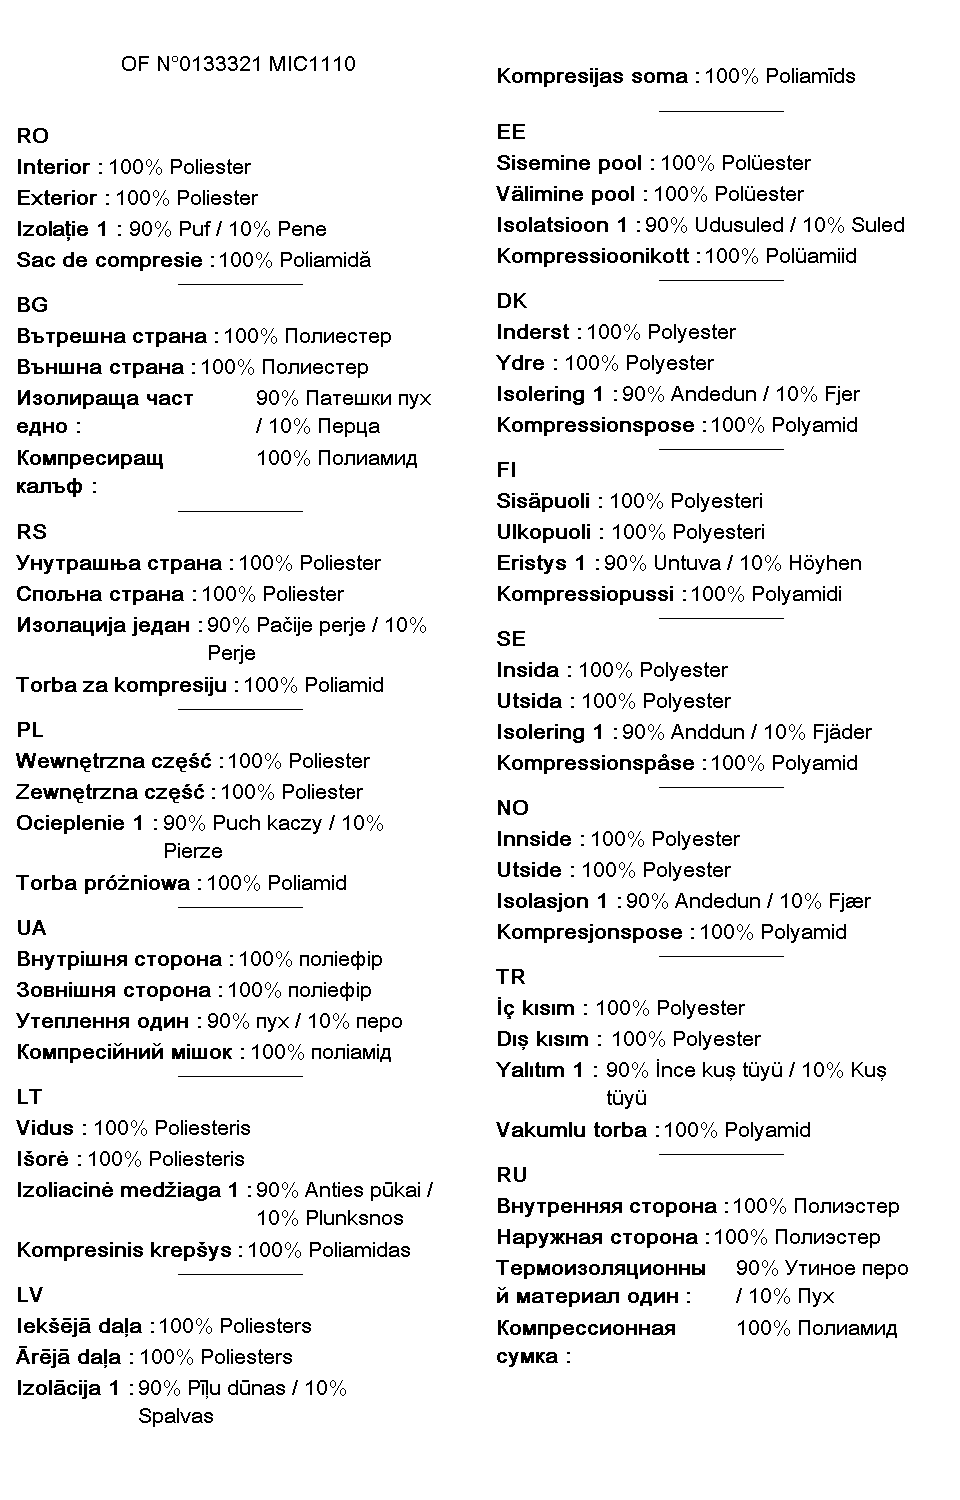 OF N°0133321 MIC1110
RO
Interior : 100% Poliester
Exterior : 100% Poliester
Izolație 1 : 90% Puf / 10% Pene
Sac de compresie : 100% Poliamidă
BG
Вътрешна страна : 100% Полиестер
Външна страна : 100% Полиестер
Изолираща част 90% Патешки пух
едно : / 10% Перца
Компресиращ 100% Полиамид
калъф :
RS
Унутрашња страна : 100% Poliester
Спољна страна : 100% Poliester
Изолација један : 90% Pačije perje / 10%
Perje
Torba za kompresiju : 100% Poliamid
PL
Wewnętrzna część : 100% Poliester
Zewnętrzna część : 100% Poliester
Ocieplenie 1 : 90% Puch kaczy / 10%
Pierze
Torba próżniowa : 100% Poliamid
UA
Внутрішня сторона : 100% поліефір
Зовнішня сторона : 100% поліефір
Утеплення один : 90% пух / 10% перо
Компресійний мішок : 100% поліамід
LT
Vidus : 100% Poliesteris
Išorė : 100% Poliesteris
Izoliacinė medžiaga 1 : 90% Anties pūkai /
10% Plunksnos
Kompresinis krepšys : 100% Poliamidas
LV
Iekšējā daļa : 100% Poliesters
Ārējā daļa : 100% Poliesters
Izolācija 1 : 90% Pīļu dūnas / 10%
Spalvas
Kompresijas soma : 100% Poliamīds
EE
Sisemine pool : 100% Polüester
Välimine pool : 100% Polüester
Isolatsioon 1 : 90% Udusuled / 10% Suled
Kompressioonikott : 100% Polüamiid
DK
Inderst : 100% Polyester
Ydre : 100% Polyester
Isolering 1 : 90% Andedun / 10% Fjer
Kompressionspose : 100% Polyamid
FI
Sisäpuoli : 100% Polyesteri
Ulkopuoli : 100% Polyesteri
Eristys 1 : 90% Untuva / 10% Höyhen
Kompressiopussi : 100% Polyamidi
SE
Insida : 100% Polyester
Utsida : 100% Polyester
Isolering 1 : 90% Anddun / 10% Fjäder
Kompressionspåse : 100% Polyamid
NO
Innside : 100% Polyester
Utside : 100% Polyester
Isolasjon 1 : 90% Andedun / 10% Fjær
Kompresjonspose : 100% Polyamid
TR
İç kısım : 100% Polyester
Dış kısım : 100% Polyester
Yalıtım 1 : 90% İnce kuş tüyü / 10% Kuş
tüyü
Vakumlu torba : 100% Polyamid
RU
Внутренняя сторона : 100% Полиэстер
Наружная сторона : 100% Полиэстер
Термоизоляционны 90% Утиное перо
й материал один : / 10% Пух
Компрессионная 100% Полиамид
сумка :